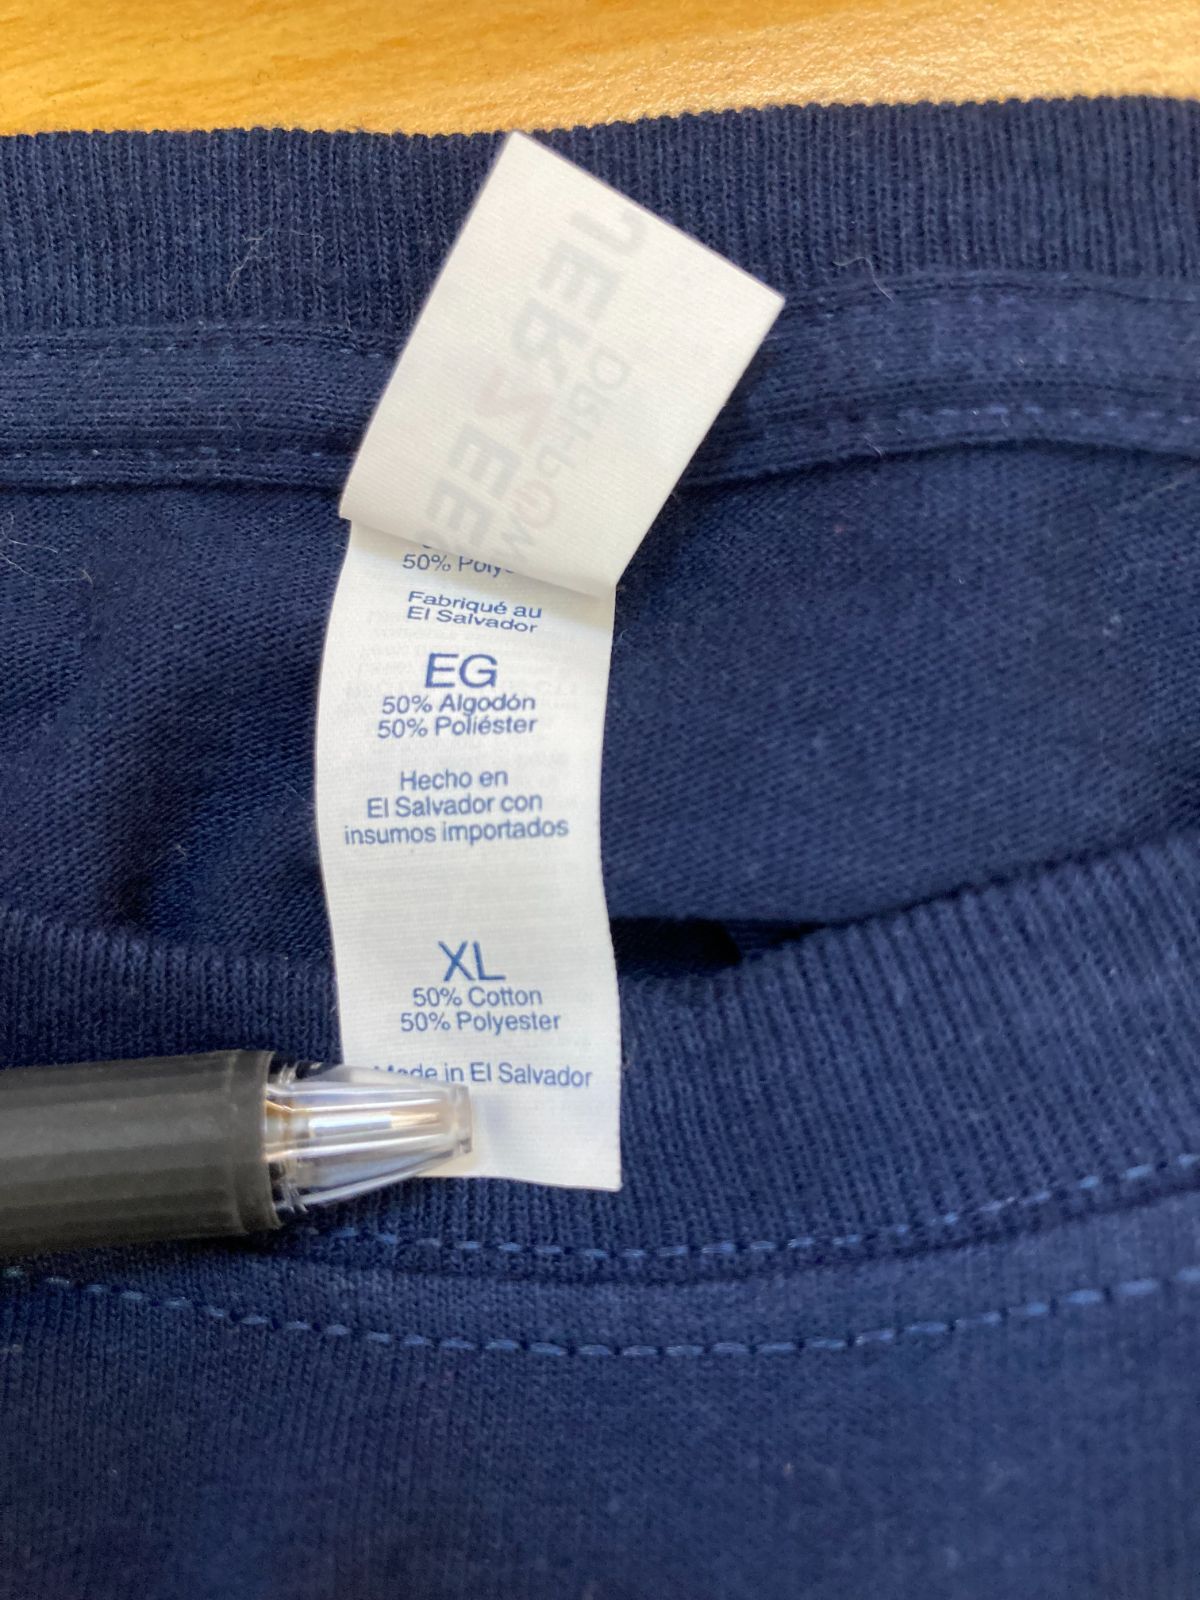 50% Poly
Fabriqué au
El Salvador
EG
50% Algodón
50% Poliéster
Hecho en
El Salvador con
insumos importados
XL
50% Cotton
50% Polyester
Made in El Salvador